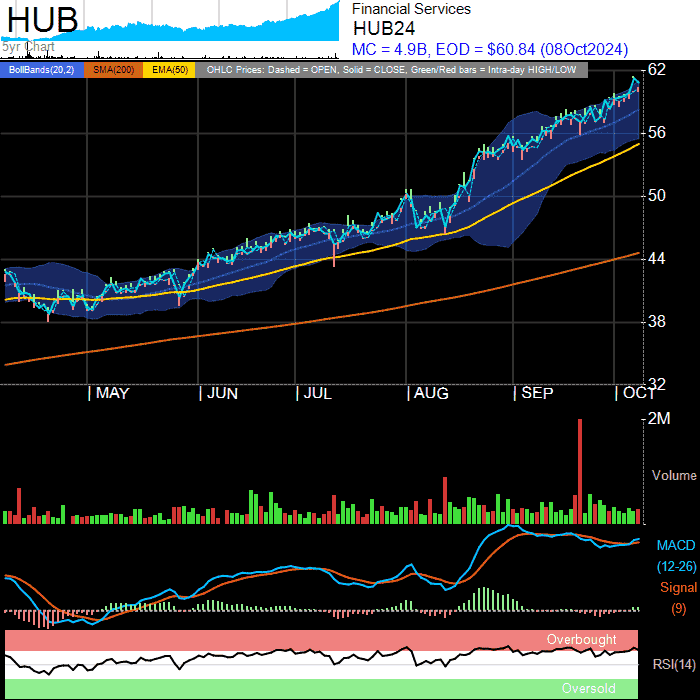 HUB
5yr Chart
Financial Services
HUB24
MC = 4.9B, EOD = $60.84 (08Oct2024)
BollBands(20,2) SMA(200) EMA(50) OHLC Prices: Dashed = OPEN, Solid = CLOSE, Green/Red bars = Intra-day HIGH/LOW
62
56
50
44
38
32
MAY JUN JUL AUG SEP OCT
2M
Volume
MACD
(12-26)
Signal
(9)
Overbought
RSI(14)
Oversold